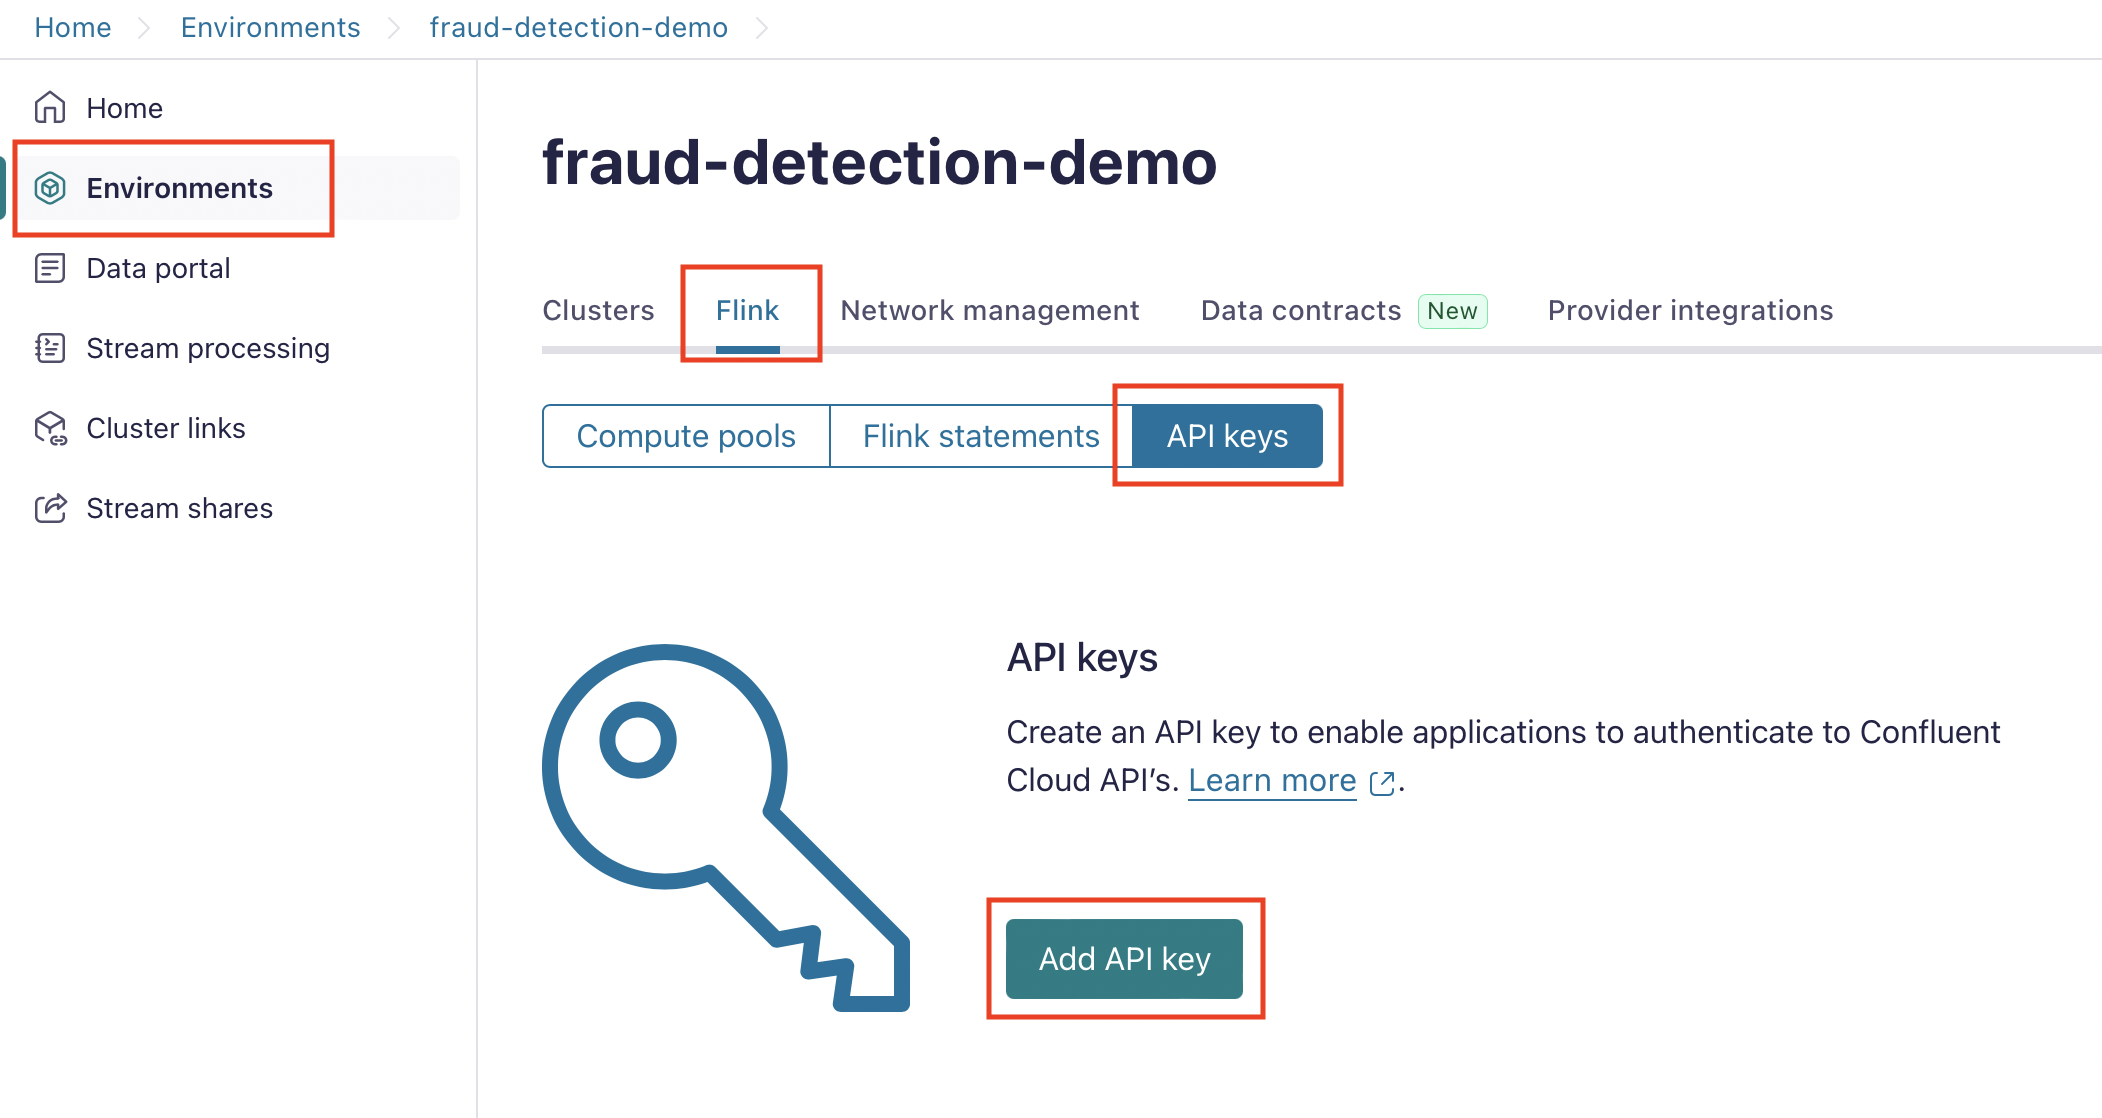 Home
Environments
fraud-detection-demo
Home
Environments
Data portal
Stream processing
Cluster links
Stream shares
fraud-detection-demo
Clusters
Flink
Network management
Data contracts
New
Provider integrations
Compute pools
Flink statements
API keys
API keys
Create an API key to enable applications to authenticate to Confluent
Cloud API’s. Learn more .
Add API key